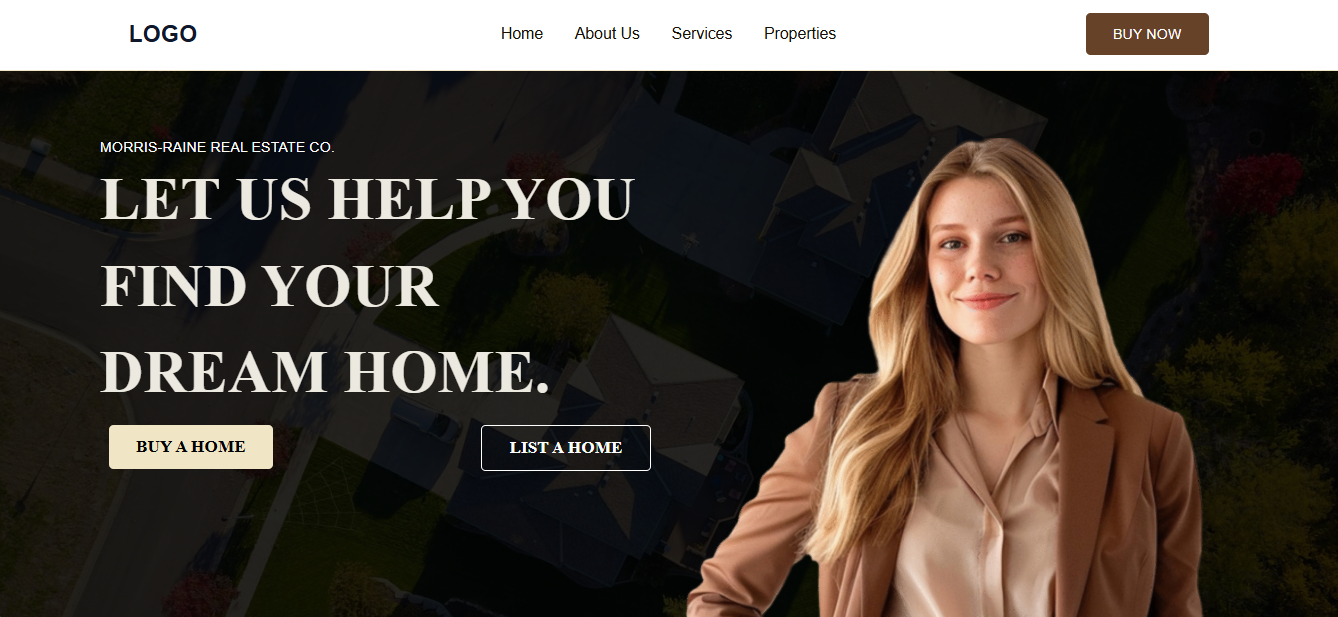 LOGO
Home About Us Services Properties
BUY NOW
MORRIS-RAINE REAL ESTATE CO.
LET US HELP YOU
FIND YOUR
DREAM HOME.
BUY A HOME
LIST A HOME